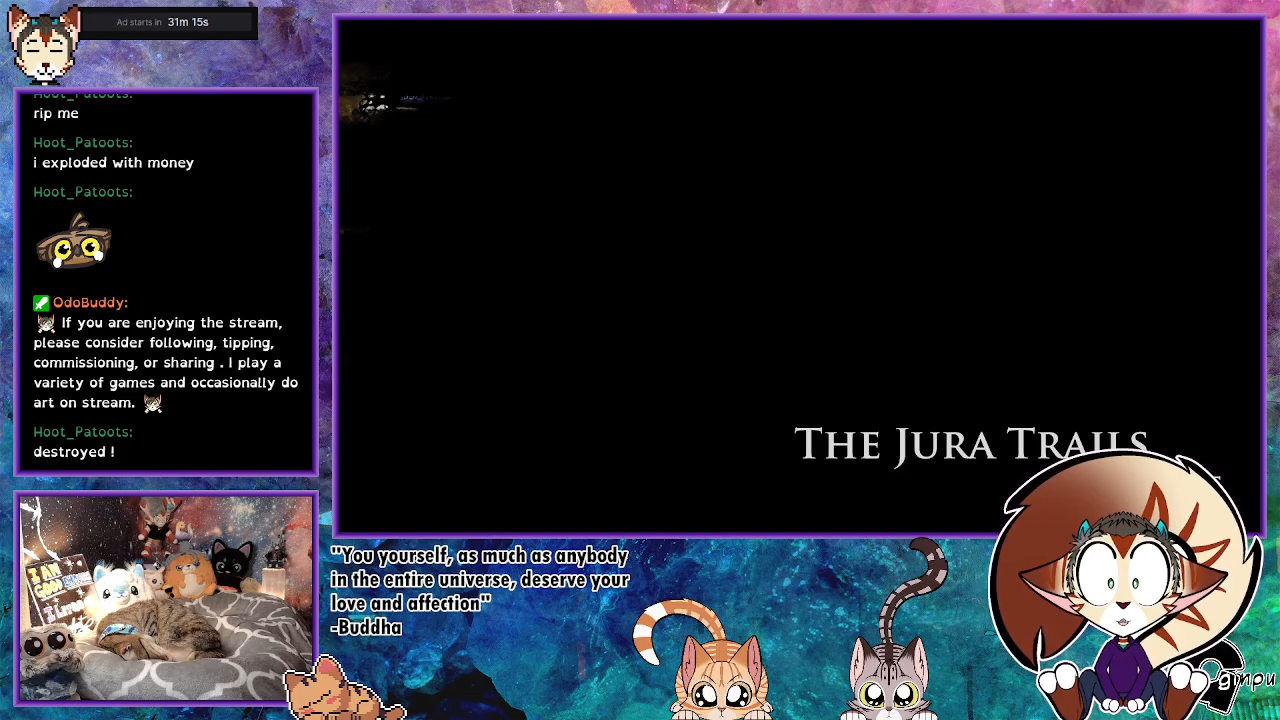 Ad starts in 31m 15s
Hoot_Patoots:
rip me
Hoot_Patoots:
i exploded with money
Hoot_Patoots:
OdoBuddy:
If you are enjoying the stream,
please consider following, tipping,
commissioning, or sharing . I play a
variety of games and occasionally do
art on stream.
Hoot_Patoots:
destroyed !
THE JURA TRAILS
I AM
"You yourself, as much as anybody
in the entire universe, deserve your
love and affection"
-Buddha